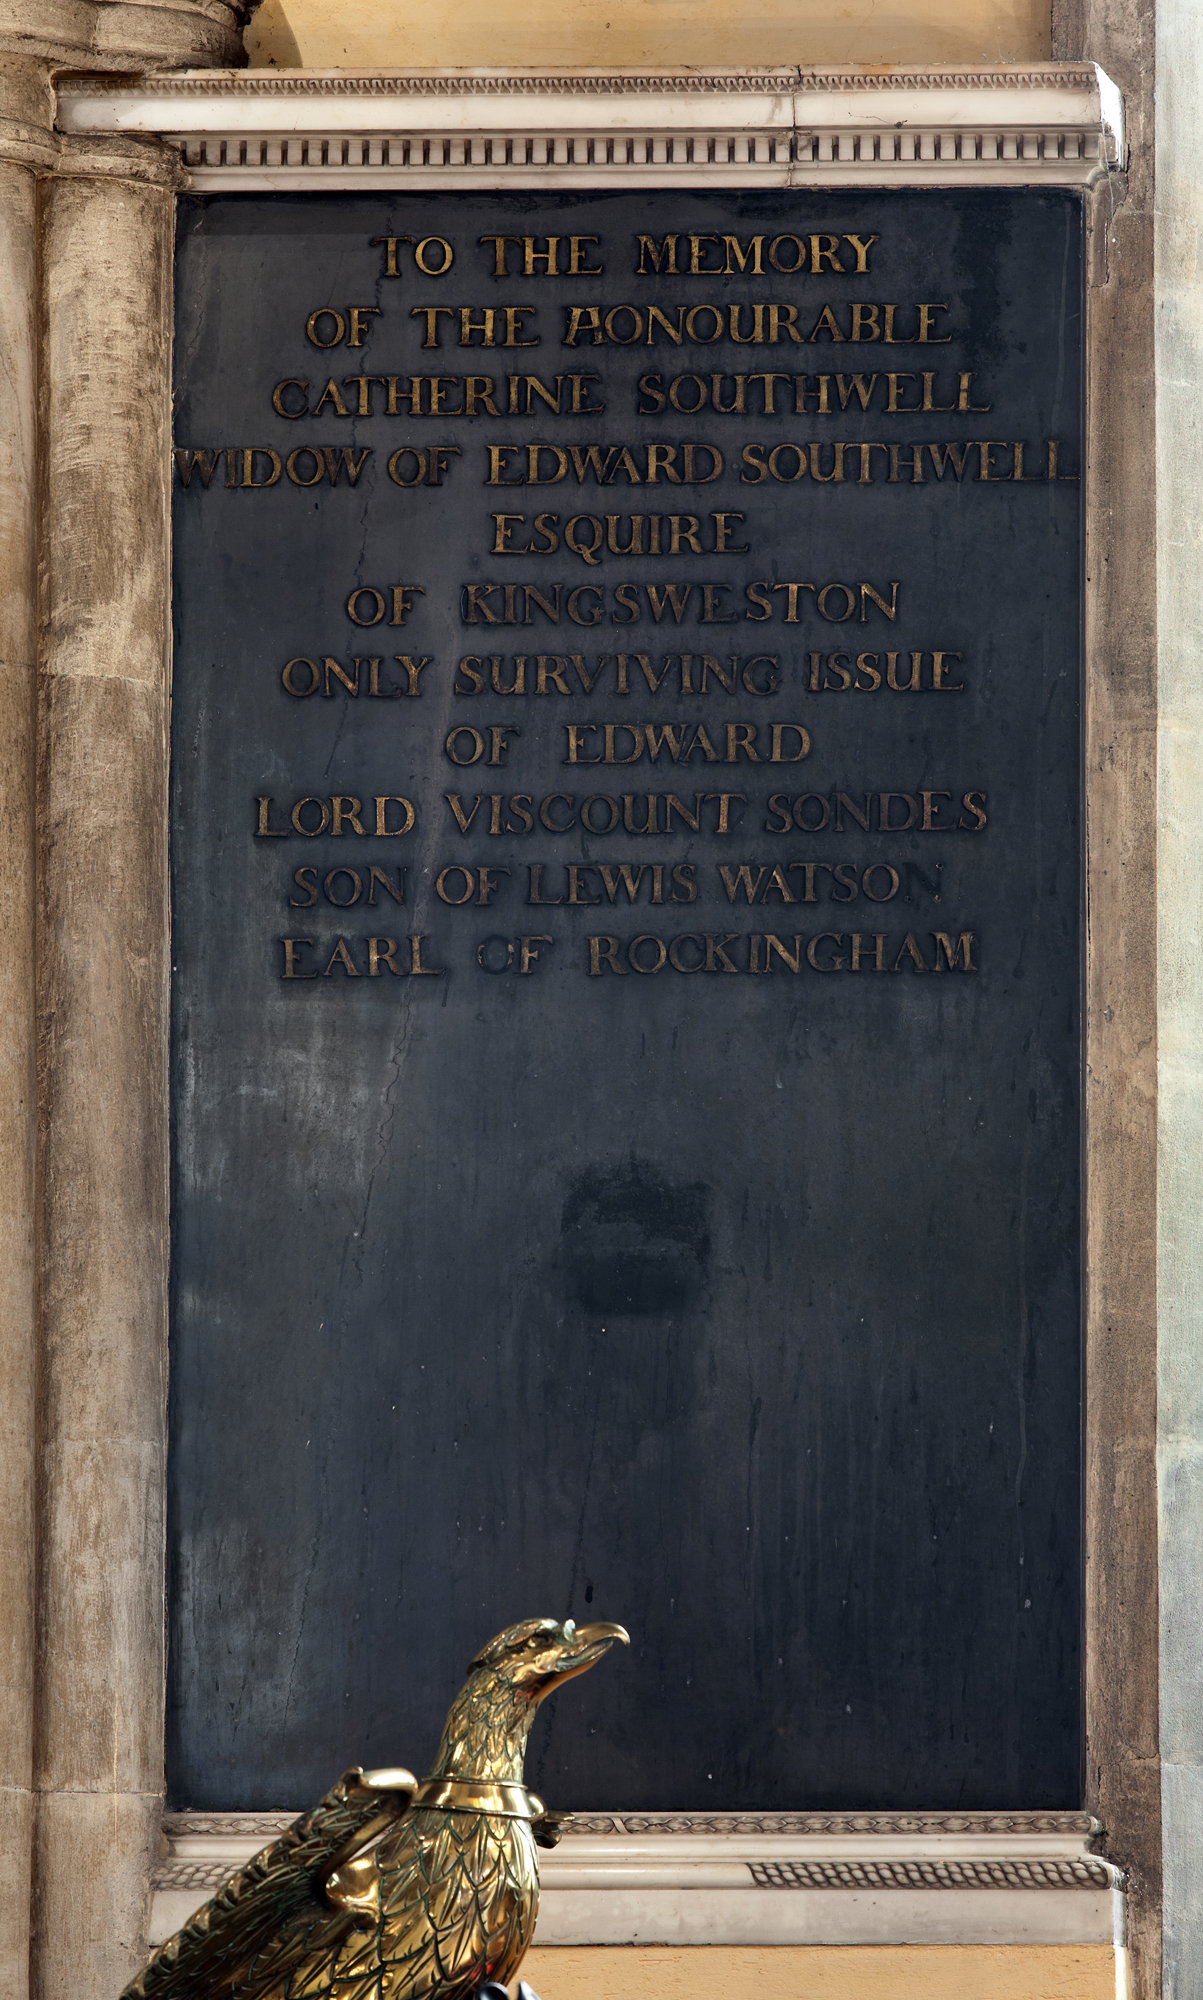 TO THE MEMORY
OF THE HONOURABLE
CATHERINE SOUTHWELL
WIDOW OF EDWARD SOUTHWELL
ESQUIRE
OF KINGSWESTON
ONLY SURVIVING ISSUE
OF EDWARD
LORD VISCOUNT SONDES
SON OF LEWIS WATSON
EARL OF ROCKINGHAM